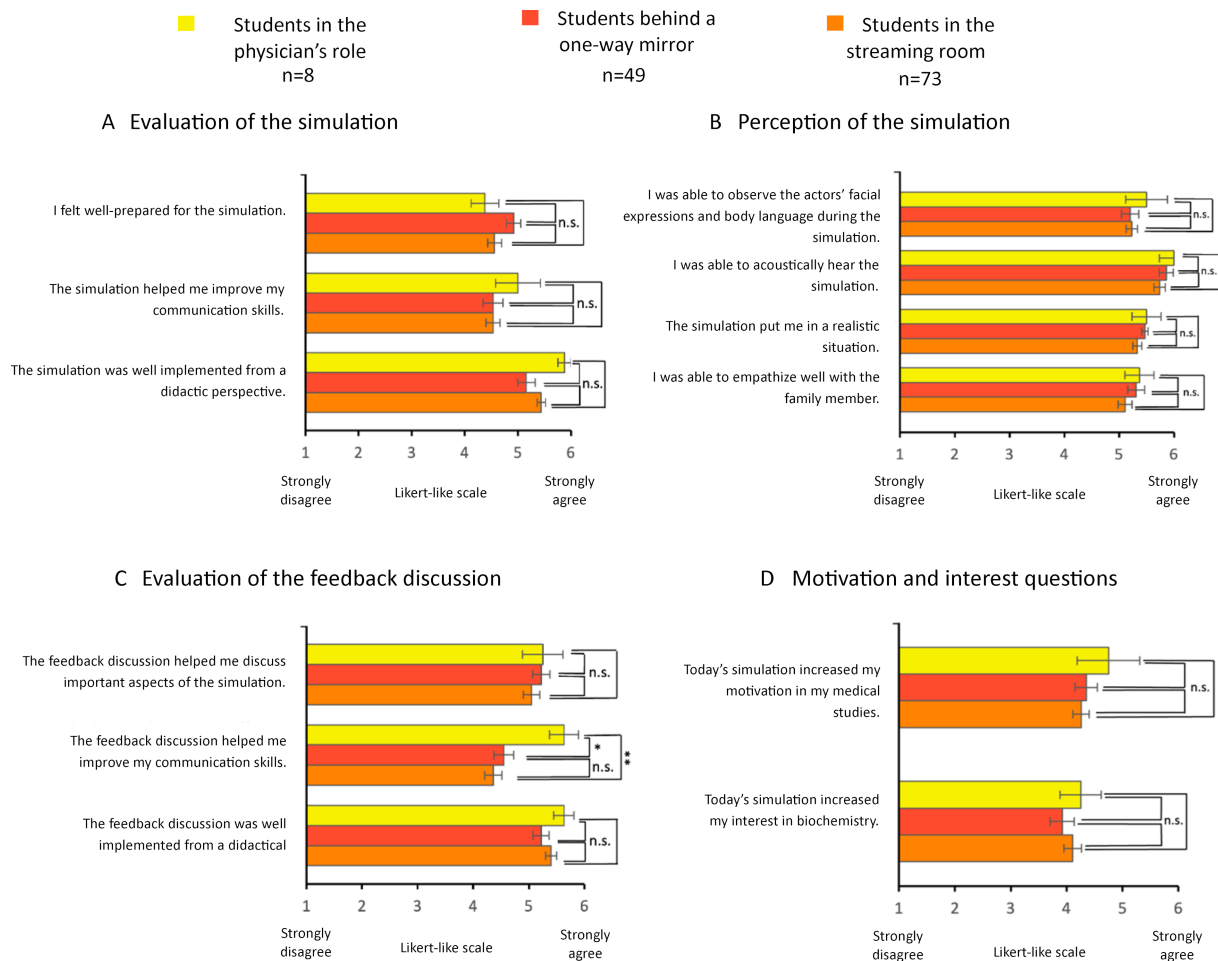 Students in the
physician's role
n=8
Students behind a
one-way mirror
n=49
Students in the
streaming room
n=73
A Evaluation of the simulation
I felt well-prepared for the simulation.
n.s.
The simulation helped me improve my
communication skills.
n.s.
The simulation was well implemented from a
didactic perspective.
n.s.
1 2 3 4 5 6
Strongly
disagree
Likert-like scale
Strongly
agree
B Perception of the simulation
I was able to observe the actors' facial
expressions and body language during the
simulation.
n.s.
I was able to acoustically hear the
simulation.
n.s.
The simulation put me in a realistic
situation.
n.s.
I was able to empathize well with the
family member.
n.s.
1 2 3 4 5 6
Strongly
disagree
Likert-like scale
Strongly
agree
C Evaluation of the feedback discussion
The feedback discussion helped me discuss
important aspects of the simulation.
n.s.
The feedback discussion helped me
improve my communication skills.
*
n.s.
**
The feedback discussion was well
implemented from a didactical
n.s.
1 2 3 4 5 6
Strongly
disagree
Likert-like scale
Strongly
agree
D Motivation and interest questions
Today's simulation increased my
motivation in my medical
studies.
n.s.
Today's simulation increased
my interest in biochemistry.
n.s.
1 2 3 4 5 6
Strongly
disagree
Likert-like scale
Strongly
agree